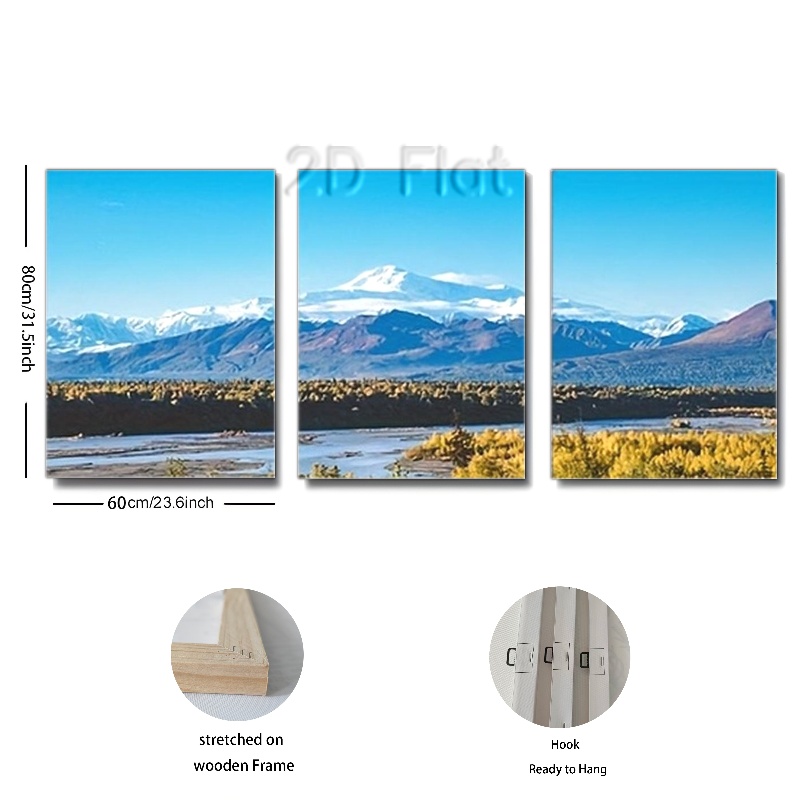 2D Flat
80cm/31.5inch
60cm/23.6inch
stretched on
wooden Frame
Hook
Ready to Hang